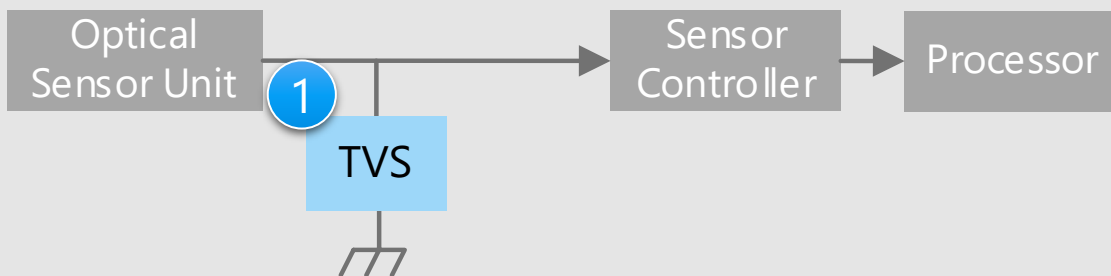 Optical
Sensor Unit
Sensor
Controller
Processor
1
TVS